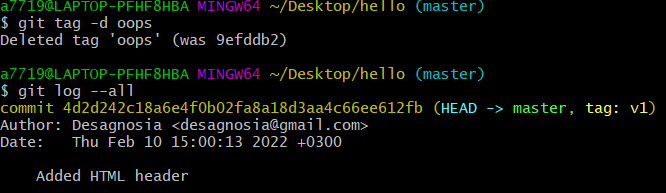 a7719@LAPTOP-PFHF8HBA MINGW64 ~/Desktop/hello (master)
$ git tag -d oops
Deleted tag 'oops' (was 9efddb2)
a7719@LAPTOP-PFHF8HBA MINGW64 ~/Desktop/hello (master)
$ git log --all
commit 4d2d242c18a6e4f0b02fa8a18d3aa4c66ee612fb (HEAD -> master, tag: v1)
Author: Desagnosia <desagnosia@gmail.com>
Date:   Thu Feb 10 15:00:13 2022 +0300
    Added HTML header